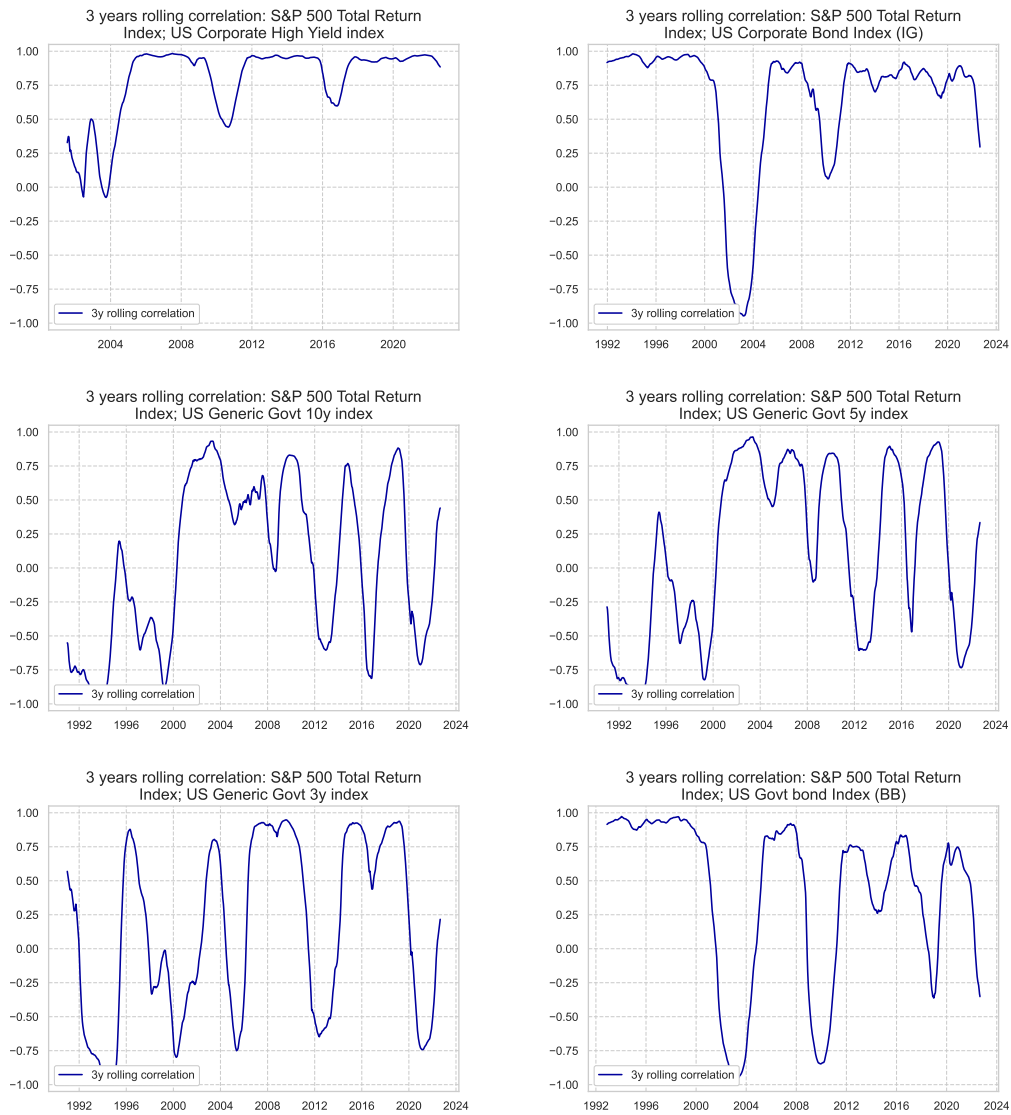 3 years rolling correlation: S&P 500 Total Return
Index; US Corporate High Yield index
1.00
0.75
0.50
0.25
0.00
−0.25
−0.50
−0.75
−1.00
3y rolling correlation
2004 2008 2012 2016 2020
3 years rolling correlation: S&P 500 Total Return
Index; US Corporate Bond Index (IG)
1.00
0.75
0.50
0.25
0.00
−0.25
−0.50
−0.75
−1.00
3y rolling correlation
1992 1996 2000 2004 2008 2012 2016 2020 2024
3 years rolling correlation: S&P 500 Total Return
Index; US Generic Govt 10y index
1.00
0.75
0.50
0.25
0.00
−0.25
−0.50
−0.75
−1.00
3y rolling correlation
1992 1996 2000 2004 2008 2012 2016 2020 2024
3 years rolling correlation: S&P 500 Total Return
Index; US Generic Govt 5y index
1.00
0.75
0.50
0.25
0.00
−0.25
−0.50
−0.75
−1.00
3y rolling correlation
1992 1996 2000 2004 2008 2012 2016 2020 2024
3 years rolling correlation: S&P 500 Total Return
Index; US Generic Govt 3y index
1.00
0.75
0.50
0.25
0.00
−0.25
−0.50
−0.75
−1.00
3y rolling correlation
1992 1996 2000 2004 2008 2012 2016 2020 2024
3 years rolling correlation: S&P 500 Total Return
Index; US Govt bond Index (BB)
1.00
0.75
0.50
0.25
0.00
−0.25
−0.50
−0.75
−1.00
3y rolling correlation
1992 1996 2000 2004 2008 2012 2016 2020 2024